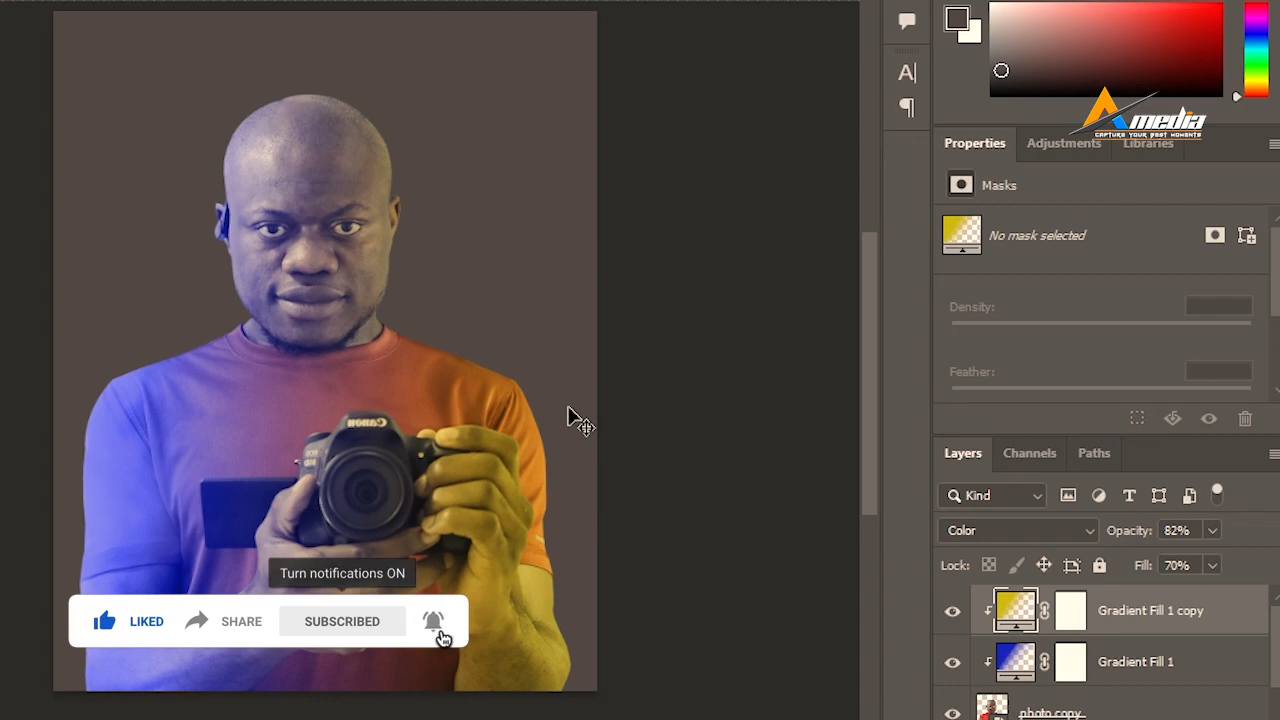 A
media
CAPTURE YOUR BEST MOMENTS
Properties
Adjustments
Libraries
Masks
No mask selected
Density:
Feather:
Layers
Channels
Paths
Kind
T
Color
Opacity: 82%
Lock:
Fill: 70%
Gradient Fill 1 copy
Gradient Fill 1
photo copy
Canon
EOS
Turn notifications ON
LIKED
SHARE
SUBSCRIBED